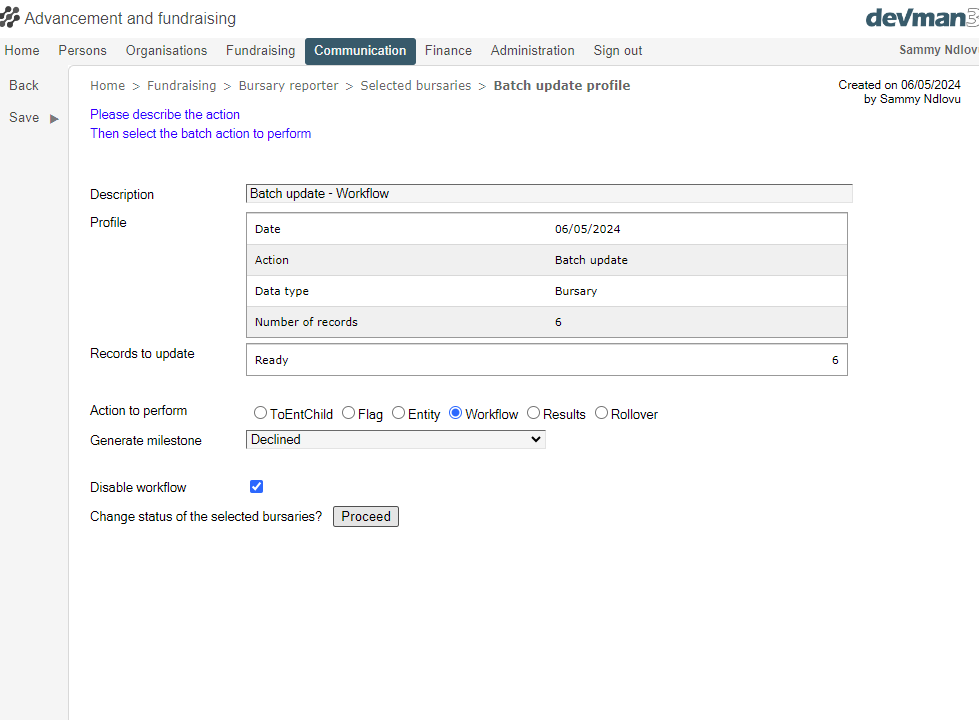 Advancement and fundraising
devman3
Home Persons Organisations Fundraising Communication Finance Administration Sign out
Back
Save
Home > Fundraising > Bursary reporter > Selected bursaries > Batch update profile
Created on 06/05/2024
by Sammy Ndlovu
Please describe the action
Then select the batch action to perform
Description Batch update - Workflow
Profile
Date 06/05/2024
Action Batch update
Data type Bursary
Number of records 6
Records to update Ready 6
Action to perform ToEntChild Flag Entity Workflow Results Rollover
Generate milestone Declined
Disable workflow
Change status of the selected bursaries? Proceed